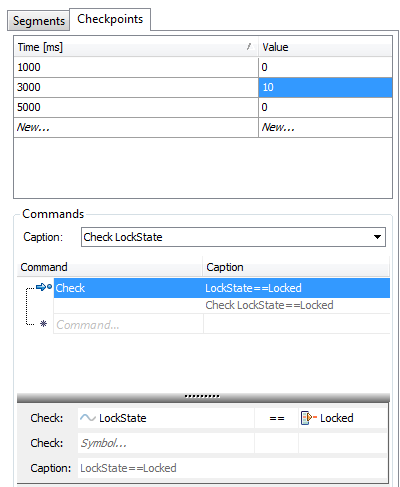 Segments Checkpoints
Time [ms] / Value
1000 0
3000 10
5000 0
New... New...
Commands
Caption: Check LockState
Command Caption
Check LockState==Locked
Check LockState==Locked
Command...
Check: LockState == Locked
Check: Symbol...
Caption: LockState==Locked